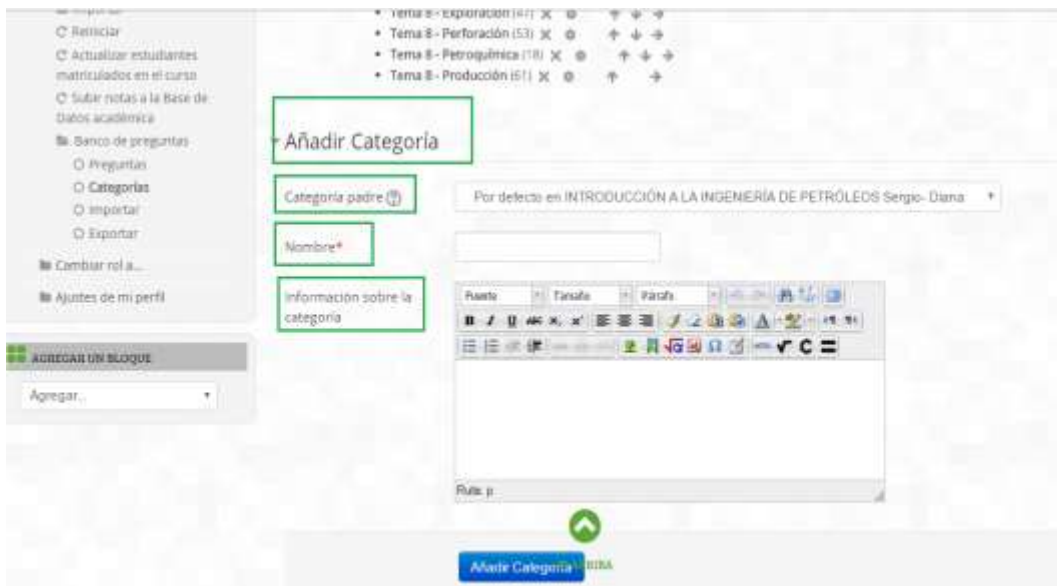 Reiniciar
Actualizar estudiantes
matriculados en el curso
Subir notas a la Base de
Datos académica
Banco de preguntas
Preguntas
Categorías
Importar
Exportar
Cambiar rol a...
Ajustes de mi perfil
AGREGAR UN BLOQUE
Agregar...
Tema 8 - Exploración (47)
Tema 8 - Perforación (53)
Tema 8 - Petroquímica (18)
Tema 8 - Producción (61)
Añadir Categoría
Categoría padre
Por defecto en INTRODUCCIÓN A LA INGENIERÍA DE PETRÓLEOS Sergio- Diana
Nombre*
Información sobre la
categoría
Fuente Tamaño Párrafo
Ruta: p
Añadir Categoría